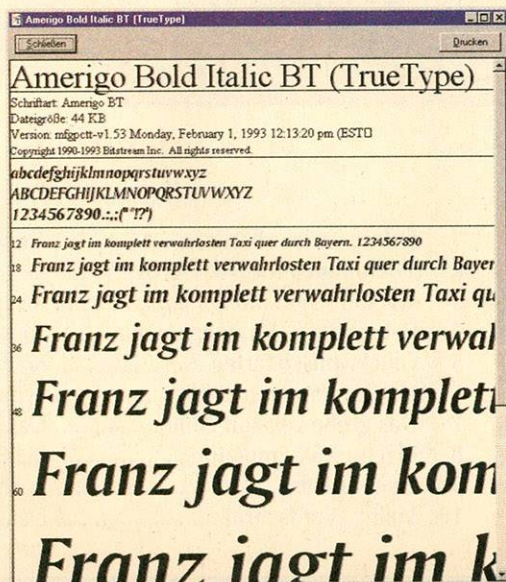 Amerigo Bold Italic BT (TrueType)
Schließen
Drucken
Amerigo Bold Italic BT (TrueType)
Schriftart: Amerigo BT
Dateigröße: 44 KB
Version: mfgpctt-v1.53 Monday, February 1, 1993 12:13:20 pm (EST□
Copyright 1990-1993 Bitstream Inc. All rights reserved.
abcdefghijklmnopqrstuvwxyz
ABCDEFGHIJKLMNOPQRSTUVWXYZ
1234567890.:,;("*!?')
12 Franz jagt im komplett verwahrlosten Taxi quer durch Bayern. 1234567890
18 Franz jagt im komplett verwahrlosten Taxi quer durch Bayer
24 Franz jagt im komplett verwahrlosten Taxi qu
36 Franz jagt im komplett verwal
48 Franz jagt im komplett
60 Franz jagt im kom
Franz jagt im k